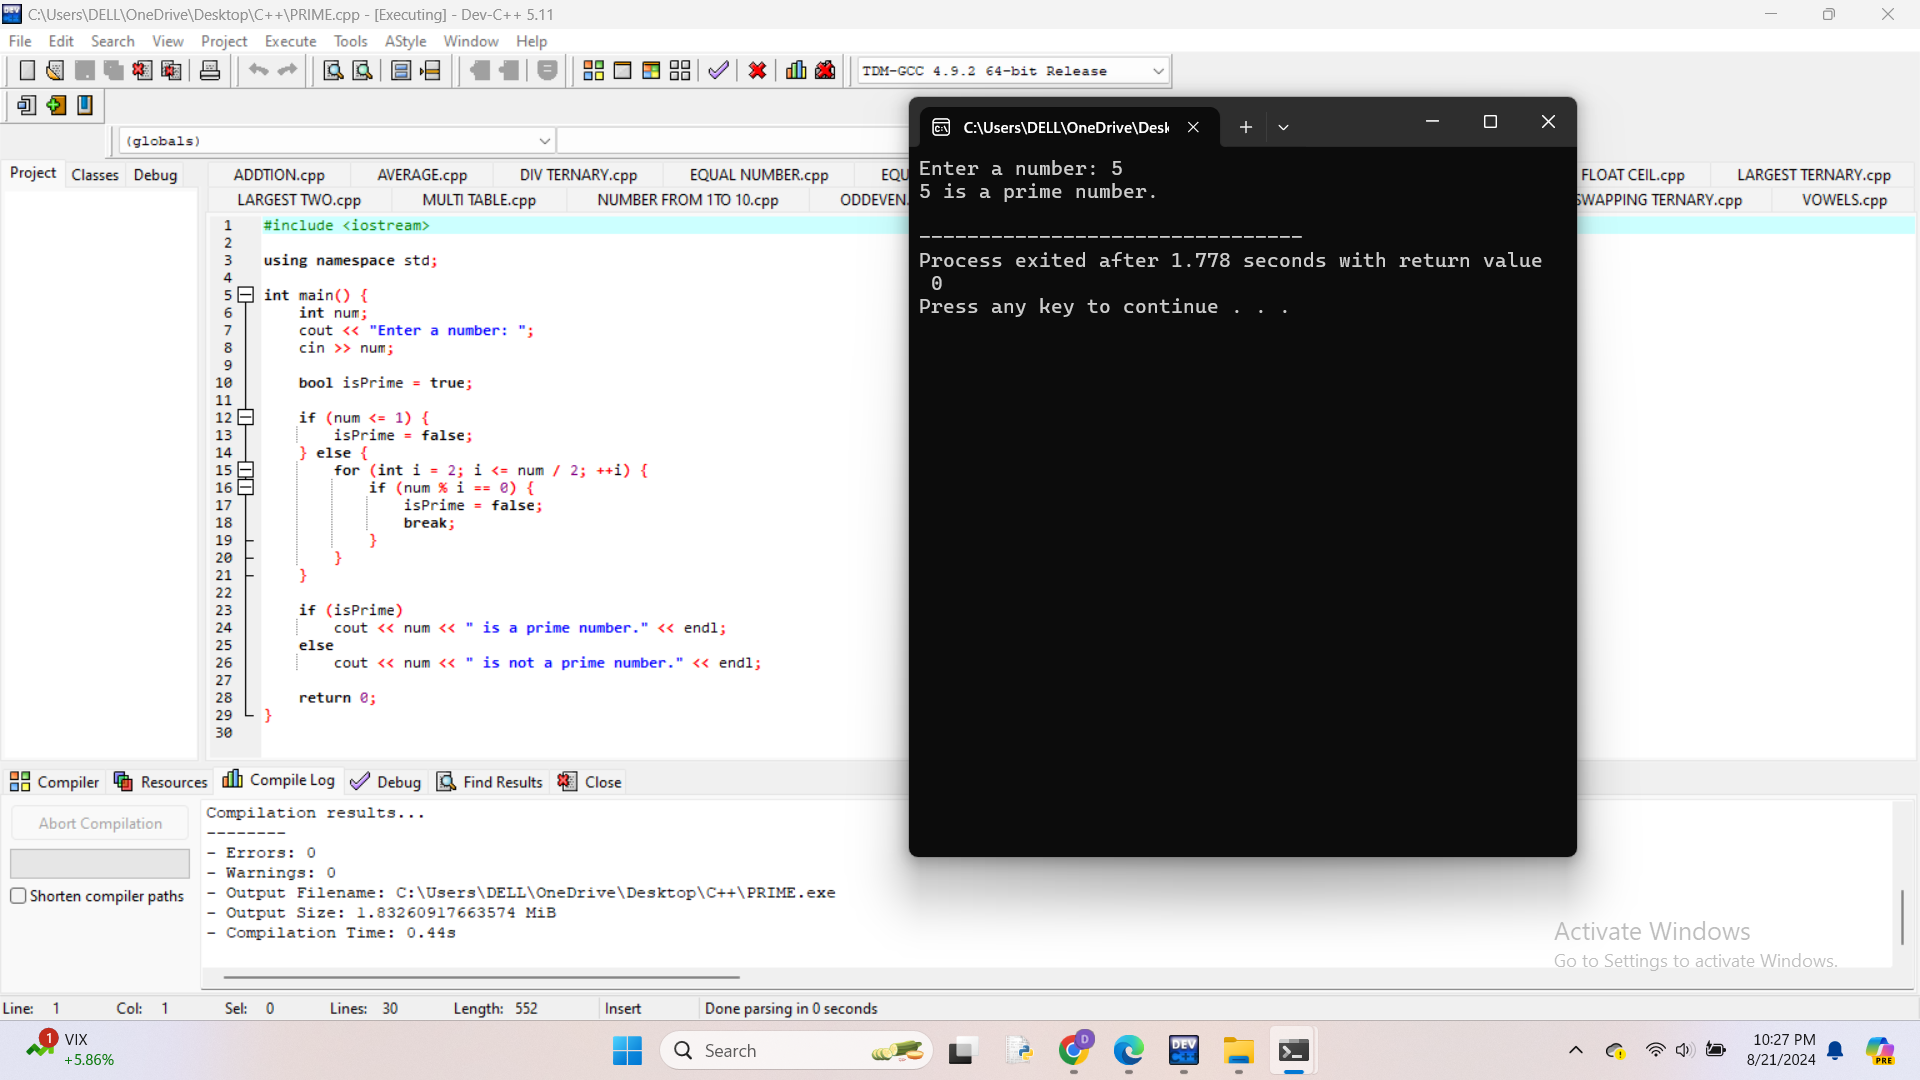 C:\Users\DELL\OneDrive\Desktop\C++\PRIME.cpp - [Executing] - Dev-C++ 5.11
File Edit Search View Project Execute Tools AStyle Window Help
TDM-GCC 4.9.2 64-bit Release
(globals)
Project Classes Debug
ADDTION.cpp AVERAGE.cpp DIV TERNARY.cpp EQUAL NUMBER.cpp EQU FLOAT CEIL.cpp LARGEST TERNARY.cpp
LARGEST TWO.cpp MULTI TABLE.cpp NUMBER FROM 1TO 10.cpp ODDEVEN. SWAPPING TERNARY.cpp VOWELS.cpp
1 #include <iostream>
2
3 using namespace std;
4
5 int main() {
6 int num;
7 cout << "Enter a number: ";
8 cin >> num;
9
10 bool isPrime = true;
11
12 if (num <= 1) {
13 isPrime = false;
14 } else {
15 for (int i = 2; i <= num / 2; ++i) {
16 if (num % i == 0) {
17 isPrime = false;
18 break;
19 }
20 }
21 }
22
23 if (isPrime)
24 cout << num << " is a prime number." << endl;
25 else
26 cout << num << " is not a prime number." << endl;
27
28 return 0;
29 }
30
C:\Users\DELL\OneDrive\Desk
Enter a number: 5
5 is a prime number.
--------------------------------
Process exited after 1.778 seconds with return value
0
Press any key to continue . . .
Compiler Resources Compile Log Debug Find Results Close
Abort Compilation
Shorten compiler paths
Compilation results...
--------
- Errors: 0
- Warnings: 0
- Output Filename: C:\Users\DELL\OneDrive\Desktop\C++\PRIME.exe
- Output Size: 1.83260917663574 MiB
- Compilation Time: 0.44s
Activate Windows
Go to Settings to activate Windows.
Line: 1 Col: 1 Sel: 0 Lines: 30 Length: 552 Insert Done parsing in 0 seconds
1
VIX
+5.86%
Search
D
DEV
C++
PRE
10:27 PM
8/21/2024